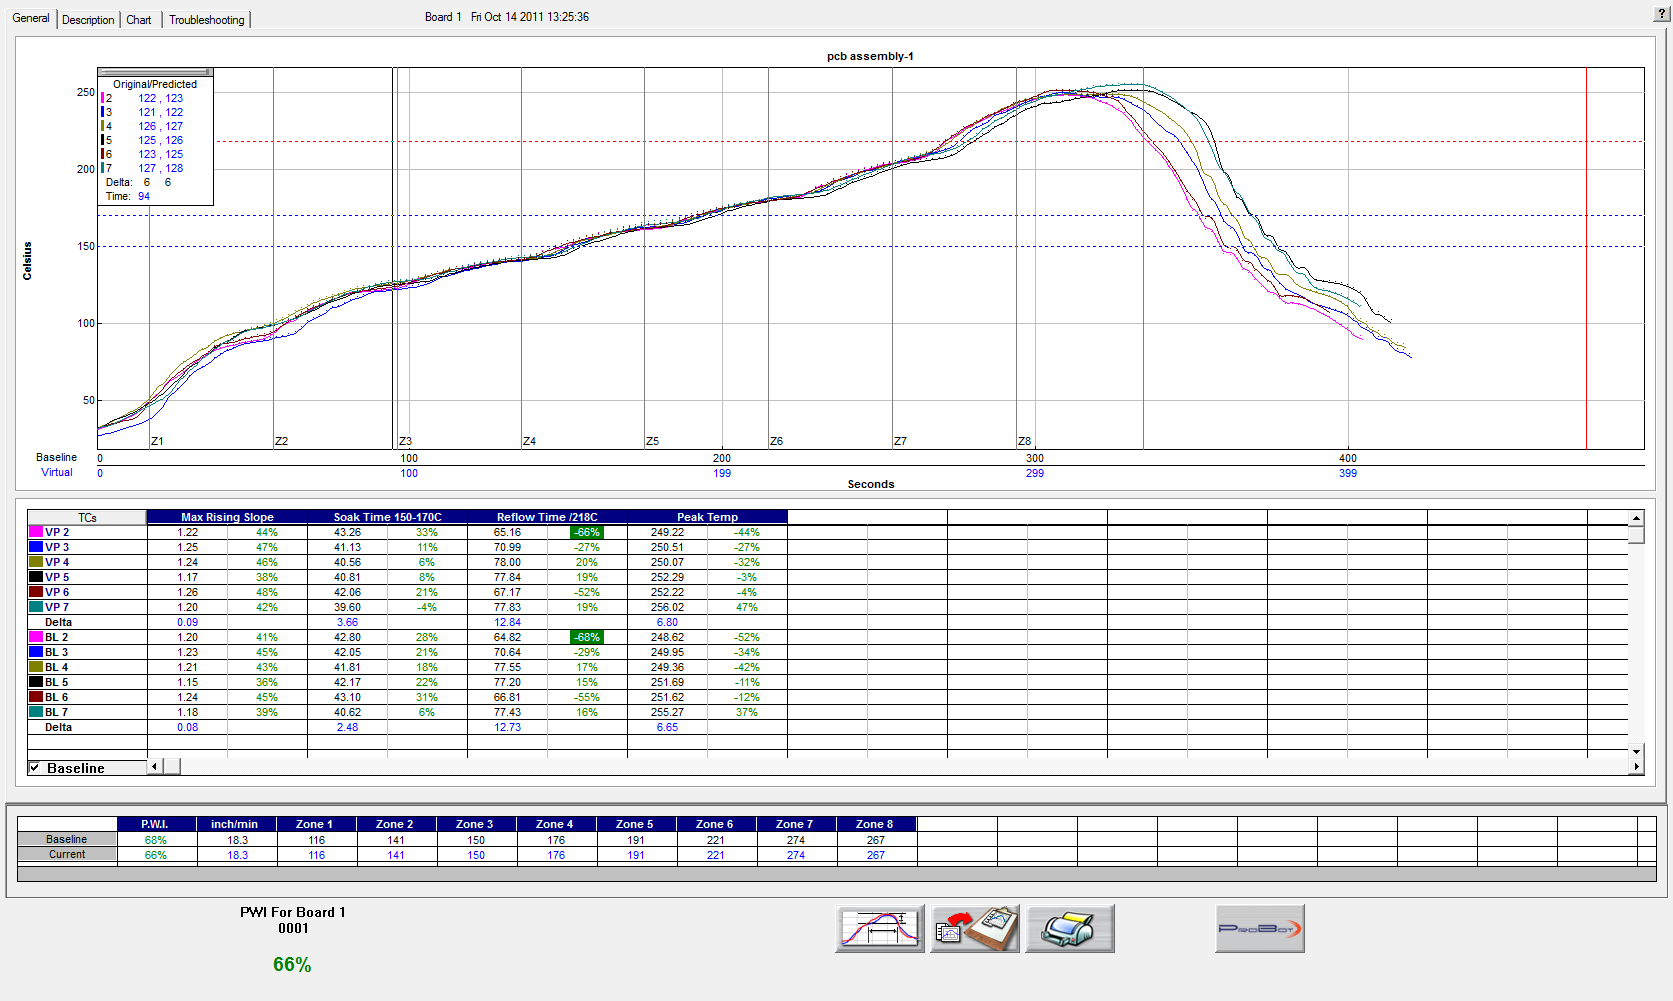 General Description Chart Troubleshooting Board 1 Fri Oct 14 2011 13:25:36 ?
pcb assembly-1
Original/Predicted
2 122 , 123
3 121 , 122
4 126 , 127
5 125 , 126
6 123 , 125
7 127 , 128
Delta: 6 6
Time: 94
250
200
150
100
50
Celsius
Z1 Z2 Z3 Z4 Z5 Z6 Z7 Z8
Baseline 0 100 200 300 400
Virtual 0 100 199 299 399
Seconds
TCs Max Rising Slope Soak Time 150-170C Reflow Time /218C Peak Temp
VP 2 1.22 44% 43.26 33% 65.16 -66% 249.22 -44%
VP 3 1.25 47% 41.13 11% 70.99 -27% 250.51 -27%
VP 4 1.24 46% 40.56 6% 78.00 20% 250.07 -32%
VP 5 1.17 38% 40.81 8% 77.84 19% 252.29 -3%
VP 6 1.26 48% 42.06 21% 67.17 -52% 252.22 -4%
VP 7 1.20 42% 39.60 -4% 77.83 19% 256.02 47%
Delta 0.09 3.66 12.84 6.80
BL 2 1.20 41% 42.80 28% 64.82 -68% 248.62 -52%
BL 3 1.23 45% 42.05 21% 70.64 -29% 249.95 -34%
BL 4 1.21 43% 41.81 18% 77.55 17% 249.36 -42%
BL 5 1.15 36% 42.17 22% 77.20 15% 251.69 -11%
BL 6 1.24 45% 43.10 31% 66.81 -55% 251.62 -12%
BL 7 1.18 39% 40.62 6% 77.43 16% 255.27 37%
Delta 0.08 2.48 12.73 6.65
Baseline
P.W.I. inch/min Zone 1 Zone 2 Zone 3 Zone 4 Zone 5 Zone 6 Zone 7 Zone 8
Baseline 68% 18.3 116 141 150 176 191 221 274 267
Current 66% 18.3 116 141 150 176 191 221 274 267
PWI For Board 1
0001
66%
PROBOT